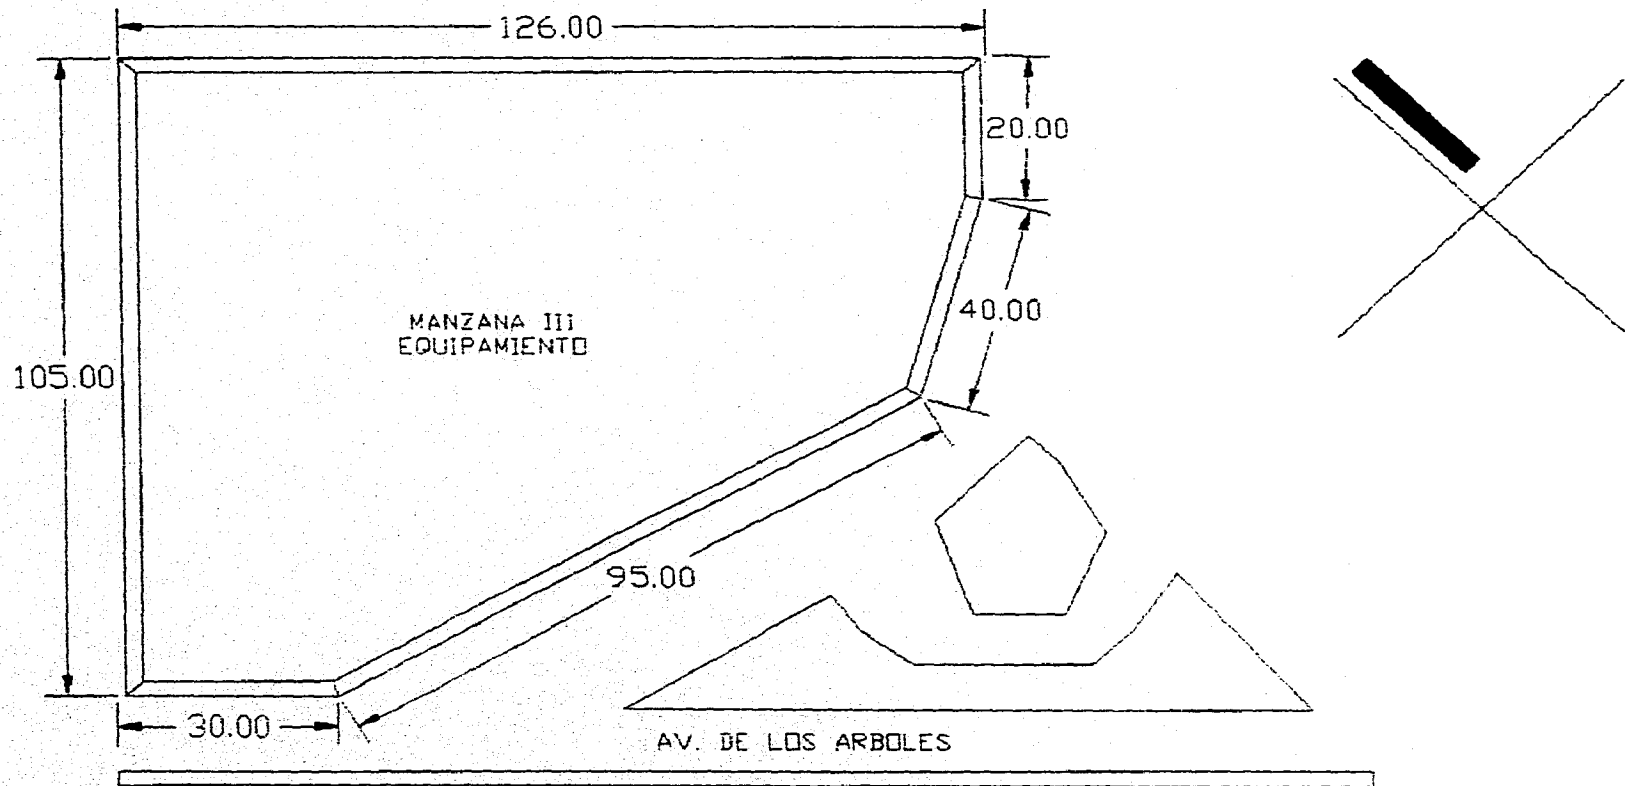 126.00
20.00
40.00
MANZANA III
EQUIPAMIENTO
105.00
95.00
30.00
AV. DE LOS ARBOLES